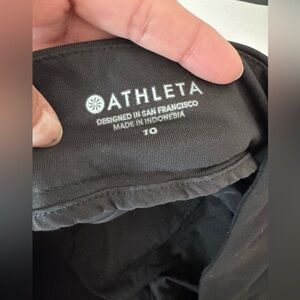 ATHLETA
DESIGNED IN SAN FRANCISCO
MADE IN INDONESIA
10